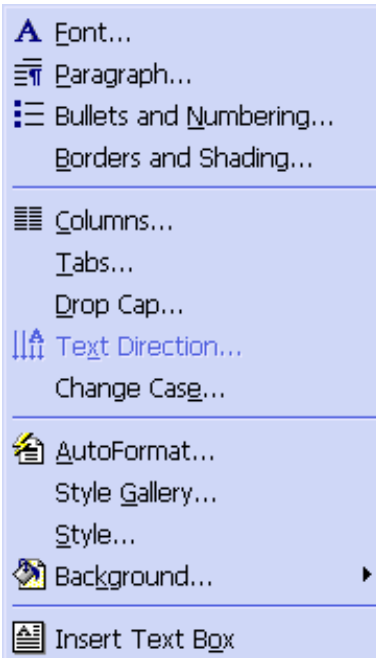 Font...
Paragraph...
Bullets and Numbering...
Borders and Shading...
Columns...
Tabs...
Drop Cap...
Text Direction...
Change Case...
AutoFormat...
Style Gallery...
Style...
Background...
Insert Text Box